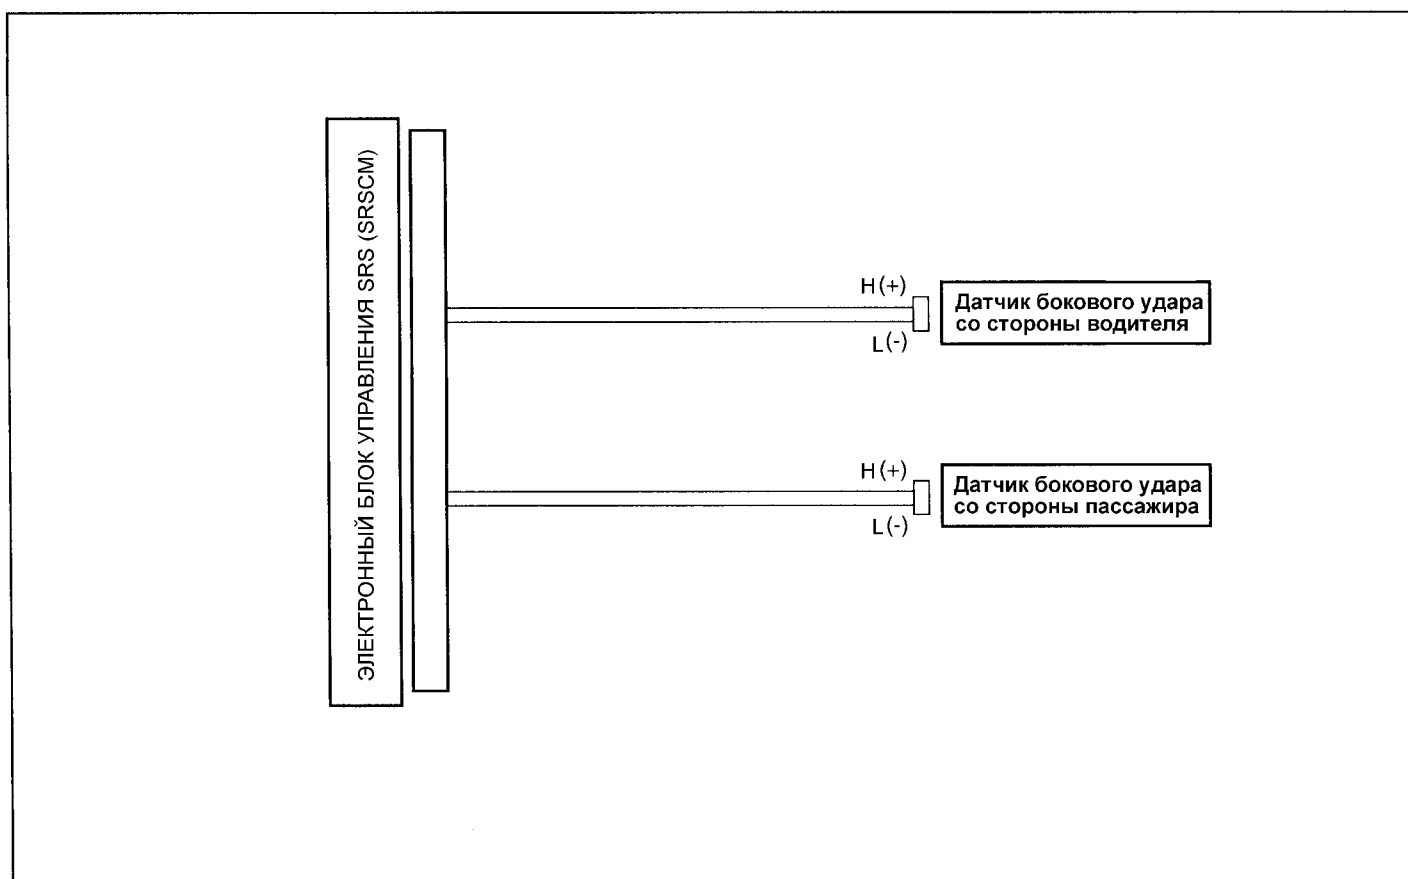 ЭЛЕКТРОННЫЙ БЛОК УПРАВЛЕНИЯ SRS (SRSCM)
H(+)
L(-)
Датчик бокового удара
со стороны водителя
H(+)
L(-)
Датчик бокового удара
со стороны пассажира